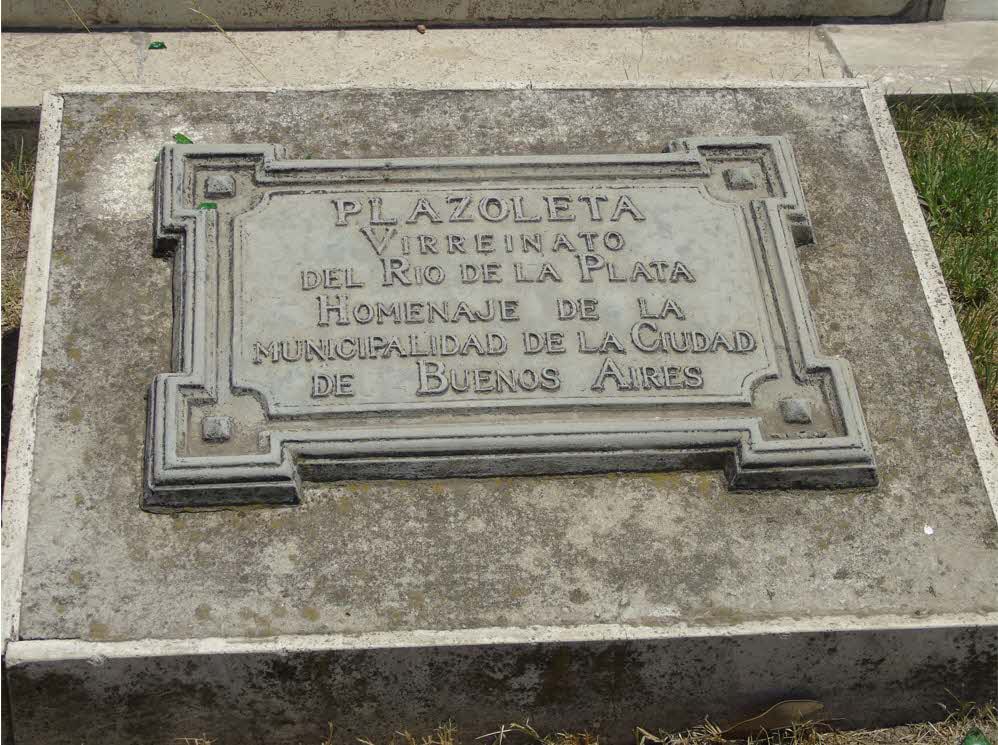 PLAZOLETA
VIRREINATO
DEL RIO DE LA PLATA
HOMENAJE DE LA
MUNICIPALIDAD DE LA CIUDAD
DE BUENOS AIRES